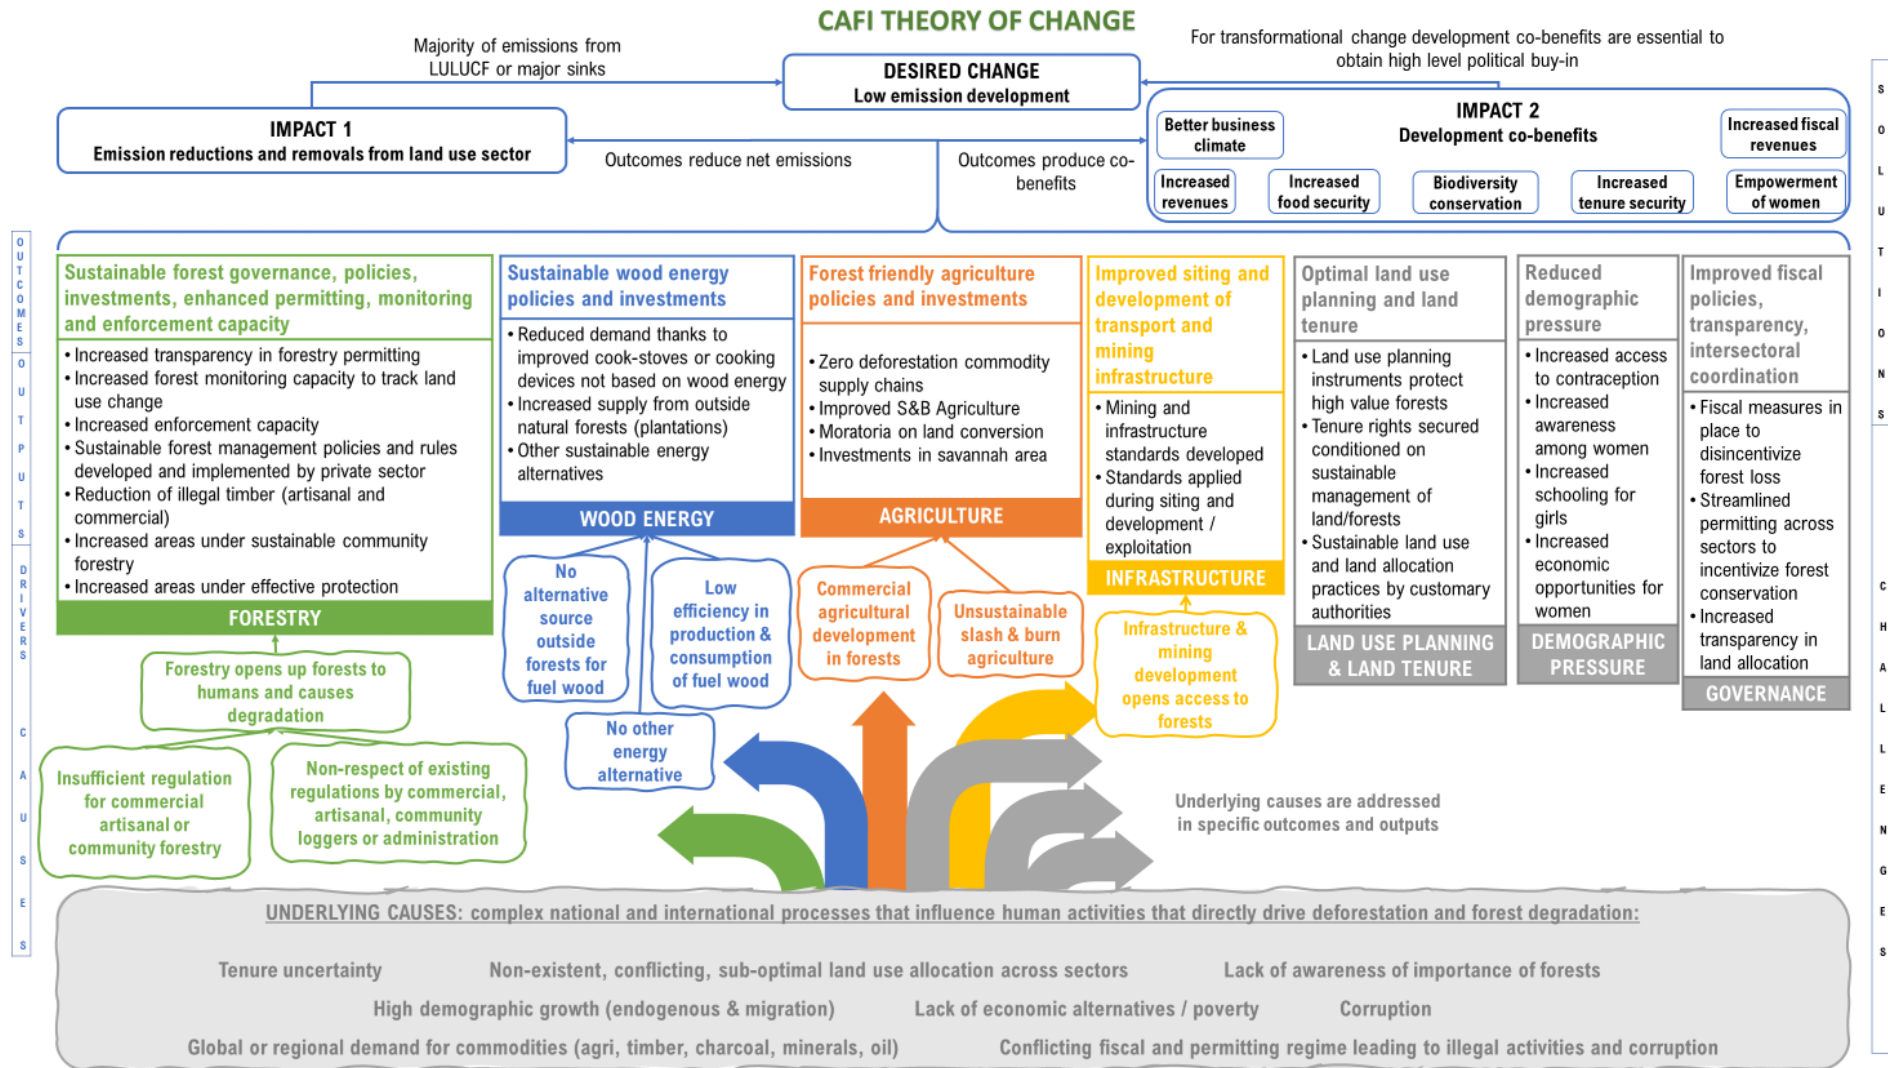 CAFI THEORY OF CHANGE
Majority of emissions from
LULUCF or major sinks
DESIRED CHANGE
Low emission development
For transformational change development co-benefits are essential to
obtain high level political buy-in
IMPACT 1
Emission reductions and removals from land use sector
Outcomes reduce net emissions
Outcomes produce co-
benefits
IMPACT 2
Development co-benefits
Better business
climate
Increased fiscal
revenues
Increased
revenues
Increased
food security
Biodiversity
conservation
Increased
tenure security
Empowerment
of women
SOLUTIONS
CHALLENGES
OUTCOMES
OUTPUTS
DRIVERS
CAUSES
Sustainable forest governance, policies,
investments, enhanced permitting, monitoring
and enforcement capacity
• Increased transparency in forestry permitting
• Increased forest monitoring capacity to track land
use change
• Increased enforcement capacity
• Sustainable forest management policies and rules
developed and implemented by private sector
• Reduction of illegal timber (artisanal and
commercial)
• Increased areas under sustainable community
forestry
• Increased areas under effective protection
FORESTRY
Forestry opens up forests to
humans and causes
degradation
Insufficient regulation
for commercial
artisanal or
community forestry
Non-respect of existing
regulations by commercial,
artisanal, community
loggers or administration
Sustainable wood energy
policies and investments
• Reduced demand thanks to
improved cook-stoves or cooking
devices not based on wood energy
• Increased supply from outside
natural forests (plantations)
• Other sustainable energy
alternatives
WOOD ENERGY
No
alternative
source
outside
forests for
fuel wood
Low
efficiency in
production &
consumption
of fuel wood
No other
energy
alternative
Forest friendly agriculture
policies and investments
• Zero deforestation commodity
supply chains
• Improved S&B Agriculture
• Moratoria on land conversion
• Investments in savannah area
AGRICULTURE
Commercial
agricultural
development
in forests
Unsustainable
slash & burn
agriculture
Improved siting and
development of
transport and
mining
infrastructure
• Mining and
infrastructure
standards developed
• Standards applied
during siting and
development /
exploitation
INFRASTRUCTURE
Infrastructure &
mining
development
opens access to
forests
Optimal land use
planning and land
tenure
• Land use planning
instruments protect
high value forests
• Tenure rights secured
conditioned on
sustainable
management of
land/forests
• Sustainable land use
and land allocation
practices by customary
authorities
LAND USE PLANNING
& LAND TENURE
Reduced
demographic
pressure
• Increased access
to contraception
• Increased
awareness
among women
• Increased
schooling for
girls
• Increased
economic
opportunities for
women
DEMOGRAPHIC
PRESSURE
Improved fiscal
policies,
transparency,
intersectoral
coordination
• Fiscal measures in
place to
disincentivize
forest loss
• Streamlined
permitting across
sectors to
incentivize forest
conservation
• Increased
transparency in
land allocation
GOVERNANCE
Underlying causes are addressed
in specific outcomes and outputs
UNDERLYING CAUSES: complex national and international processes that influence human activities that directly drive deforestation and forest degradation:
Tenure uncertainty
Non-existent, conflicting, sub-optimal land use allocation across sectors
Lack of awareness of importance of forests
High demographic growth (endogenous & migration)
Lack of economic alternatives / poverty
Corruption
Global or regional demand for commodities (agri, timber, charcoal, minerals, oil)
Conflicting fiscal and permitting regime leading to illegal activities and corruption